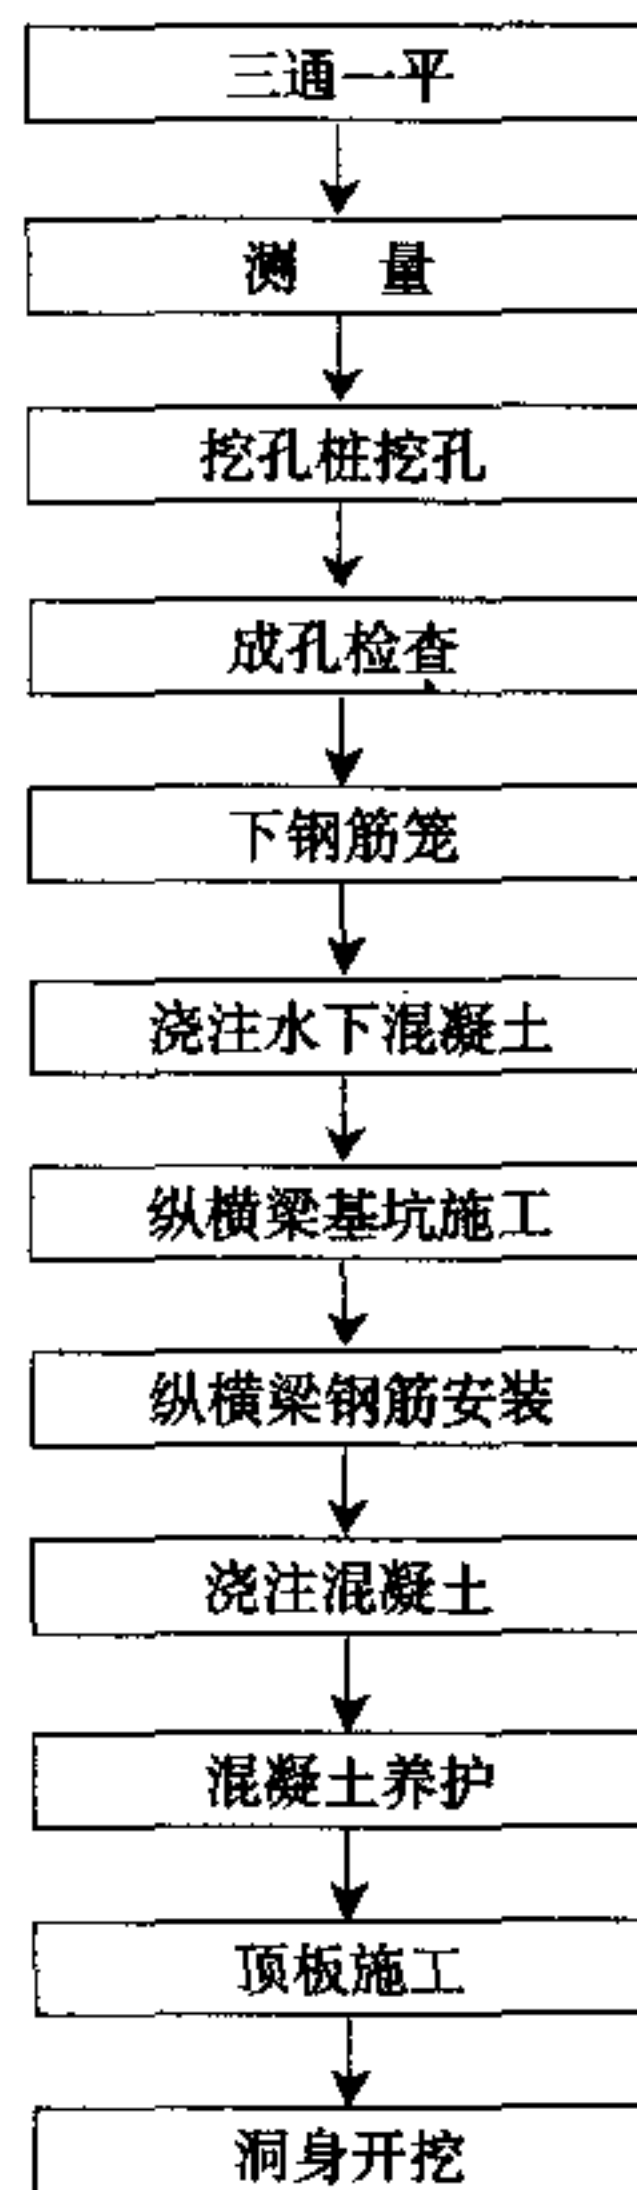 三通一平
测 量
挖孔桩挖孔
成孔检查
下钢筋笼
浇注水下混凝土
纵横梁基坑施工
纵横梁钢筋安装
浇注混凝土
混凝土养护
顶板施工
洞身开挖